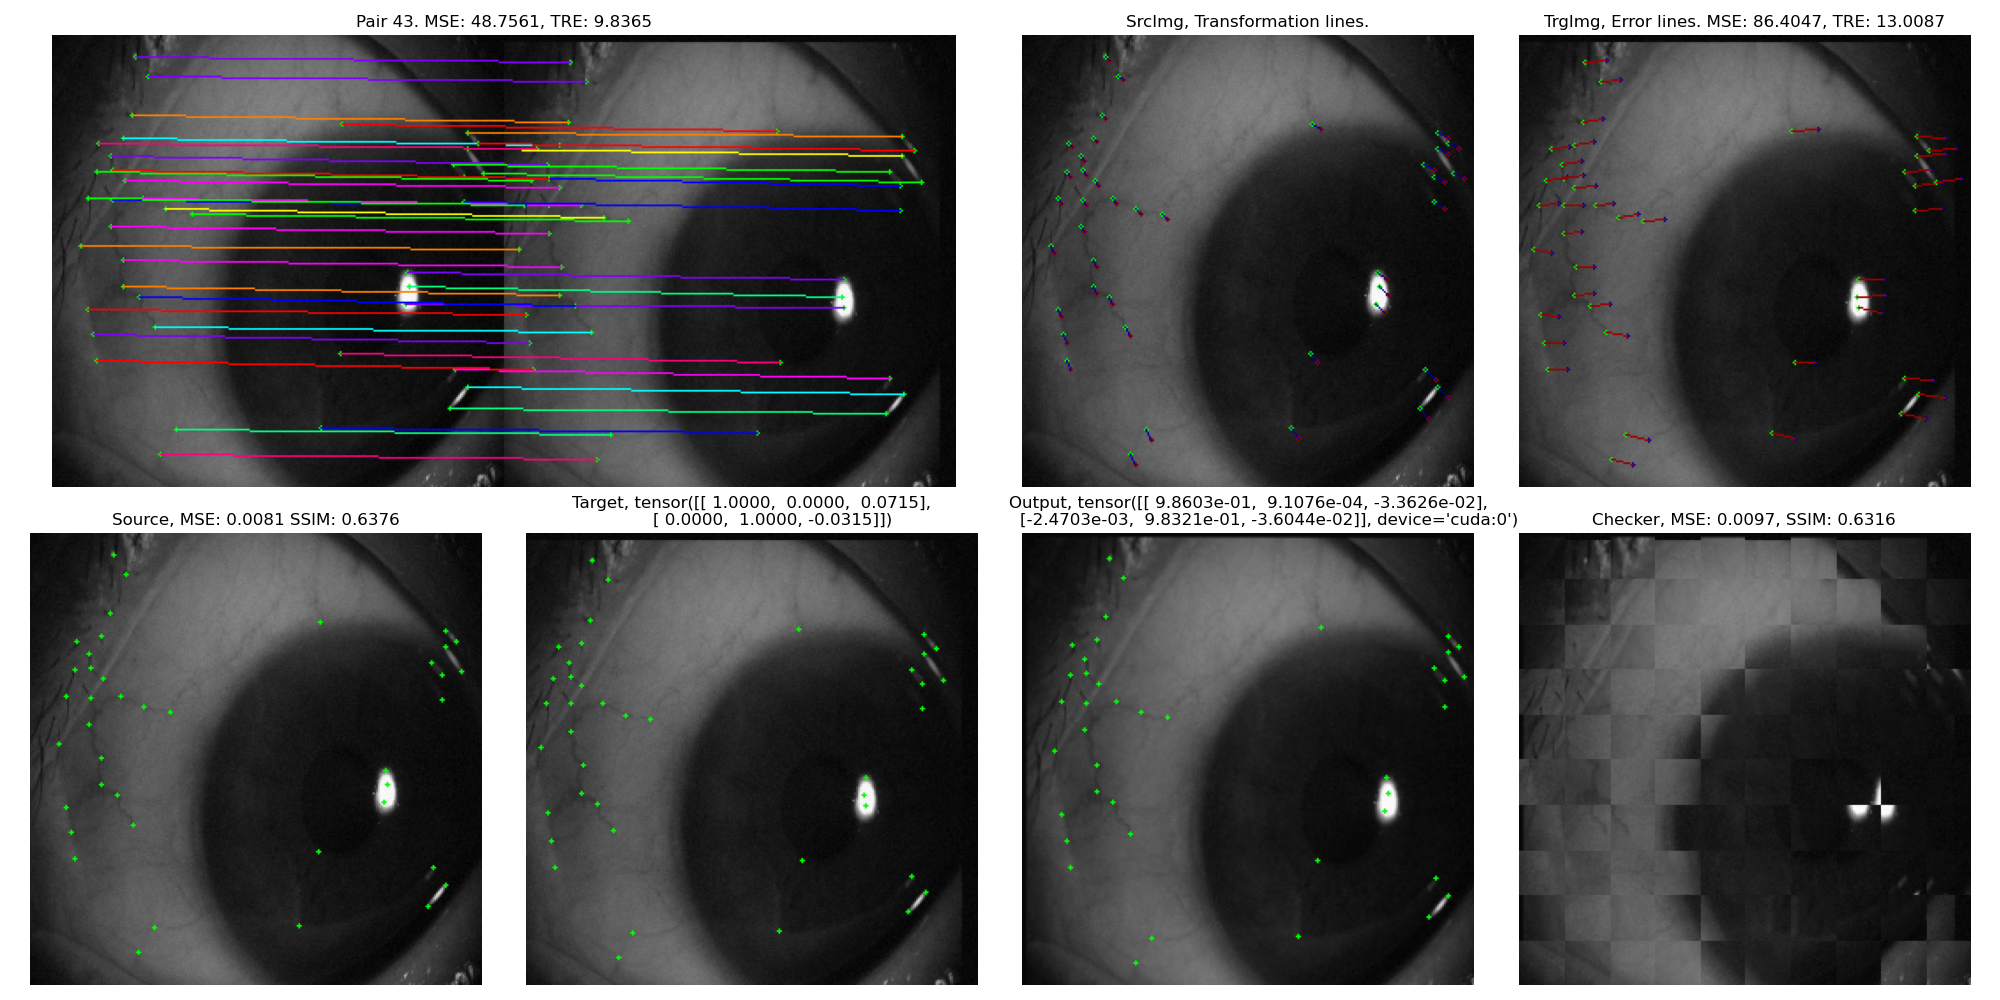 Pair 43. MSE: 48.7561, TRE: 9.8365
SrcImg, Transformation lines.
TrgImg, Error lines. MSE: 86.4047, TRE: 13.0087
Source, MSE: 0.0081 SSIM: 0.6376
Target, tensor([[ 1.0000,  0.0000,  0.0715],
[ 0.0000,  1.0000, -0.0315]])
Output, tensor([[ 9.8603e-01,  9.1076e-04, -3.3626e-02],
[-2.4703e-03,  9.8321e-01, -3.6044e-02]], device='cuda:0')
Checker, MSE: 0.0097, SSIM: 0.6316